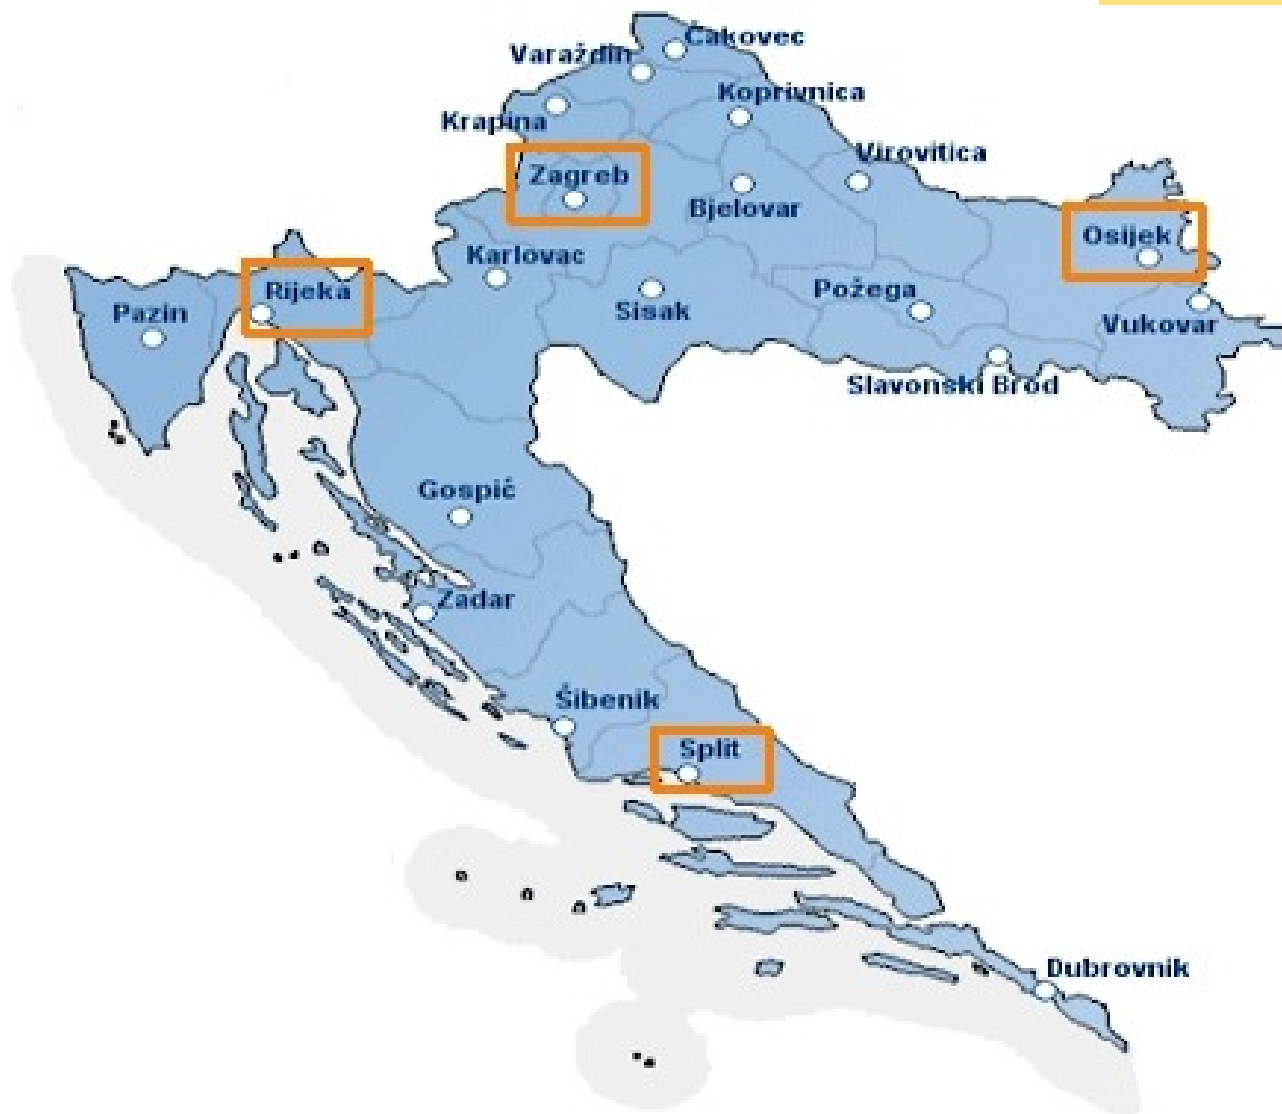 Čakovec
Varaždin
Koprivnica
Krapina
Virovitica
Zagreb
Bjelovar
Osijek
Karlovac
Rijeka
Požega
Pazin
Sisak
Vukovar
Slavonski Brod
Gospić
Zadar
Šibenik
Split
Dubrovnik